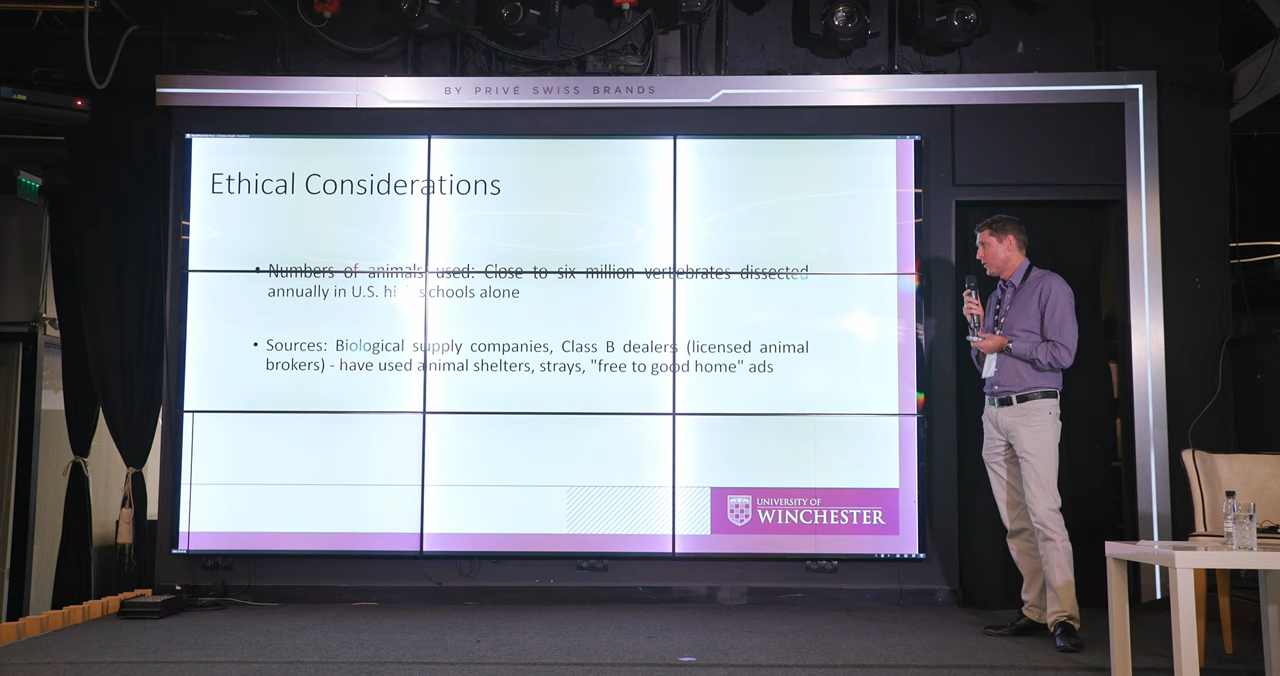 BY PRIVÉ SWISS BRANDS
Ethical Considerations
• Numbers of animals used: Close to six million vertebrates dissected
annually in U.S. high schools alone
• Sources: Biological supply companies, Class B dealers (licensed animal
brokers) - have used animal shelters, strays, "free to good home" ads
UNIVERSITY OF
WINCHESTER